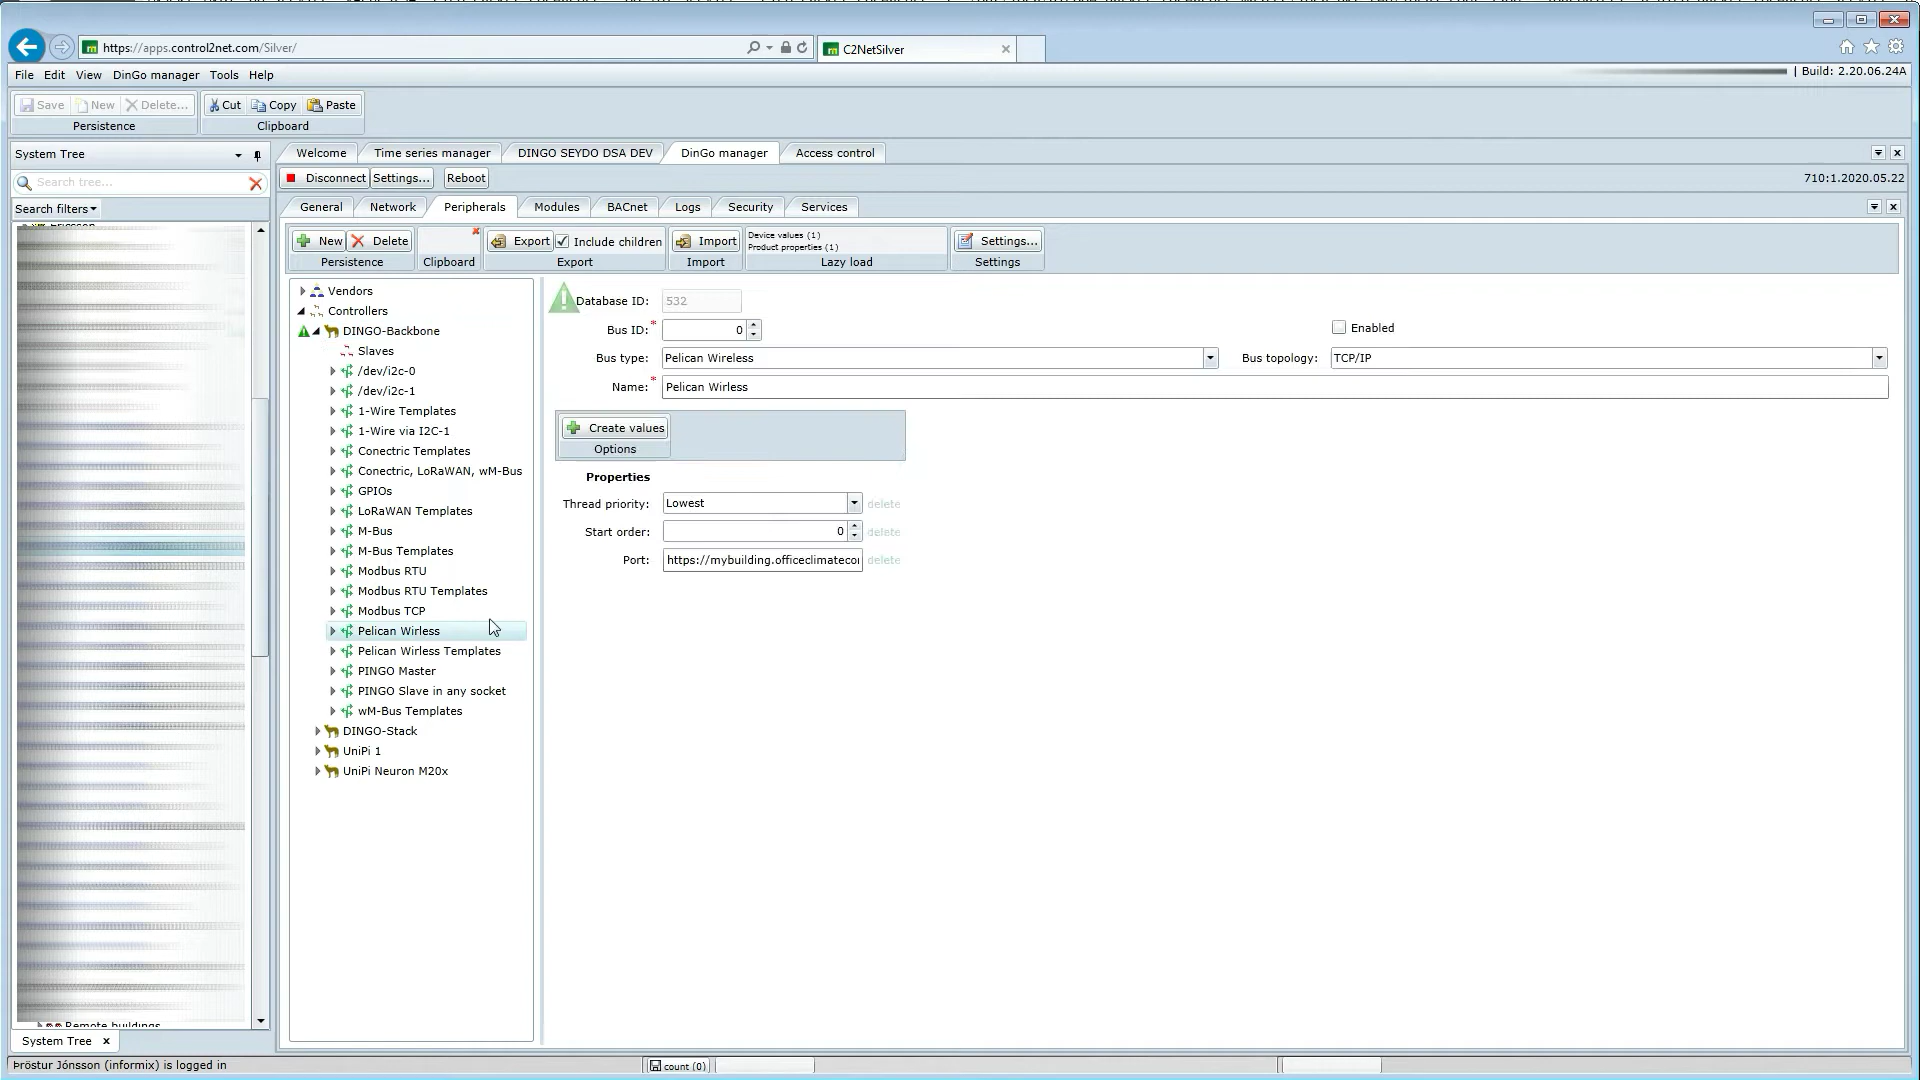 https://apps.control2net.com/Silver/
C2NetSilver
File Edit View DinGo manager Tools Help
Build: 2.20.06.24A
Save New Delete...
Cut Copy Paste
Persistence
Clipboard
System Tree
Welcome Time series manager DINGO SEYDO DSA DEV DinGo manager Access control
Search tree...
Disconnect Settings... Reboot
710:1.2020.05.22
Search filters
General Network Peripherals Modules BACnet Logs Security Services
New Delete
Export Include children
Import
Device values (1)
Product properties (1)
Settings...
Persistence Clipboard Export Import Lazy load Settings
Vendors
Controllers
DINGO-Backbone
Slaves
/dev/i2c-0
/dev/i2c-1
1-Wire Templates
1-Wire via I2C-1
Conectric Templates
Conectric, LoRaWAN, wM-Bus
GPIOs
LoRaWAN Templates
M-Bus
M-Bus Templates
Modbus RTU
Modbus RTU Templates
Modbus TCP
Pelican Wirless
Pelican Wirless Templates
PINGO Master
PINGO Slave in any socket
wM-Bus Templates
DINGO-Stack
UniPi 1
UniPi Neuron M20x
Database ID: 532
Bus ID: * 0
Enabled
Bus type: Pelican Wireless
Bus topology: TCP/IP
Name: * Pelican Wirless
Create values
Options
Properties
Thread priority: Lowest delete
Start order: 0 delete
Port: https://mybuilding.officeclimatecor delete
Remote buildings
System Tree x
Þröstur Jónsson (informix) is logged in
count (0)